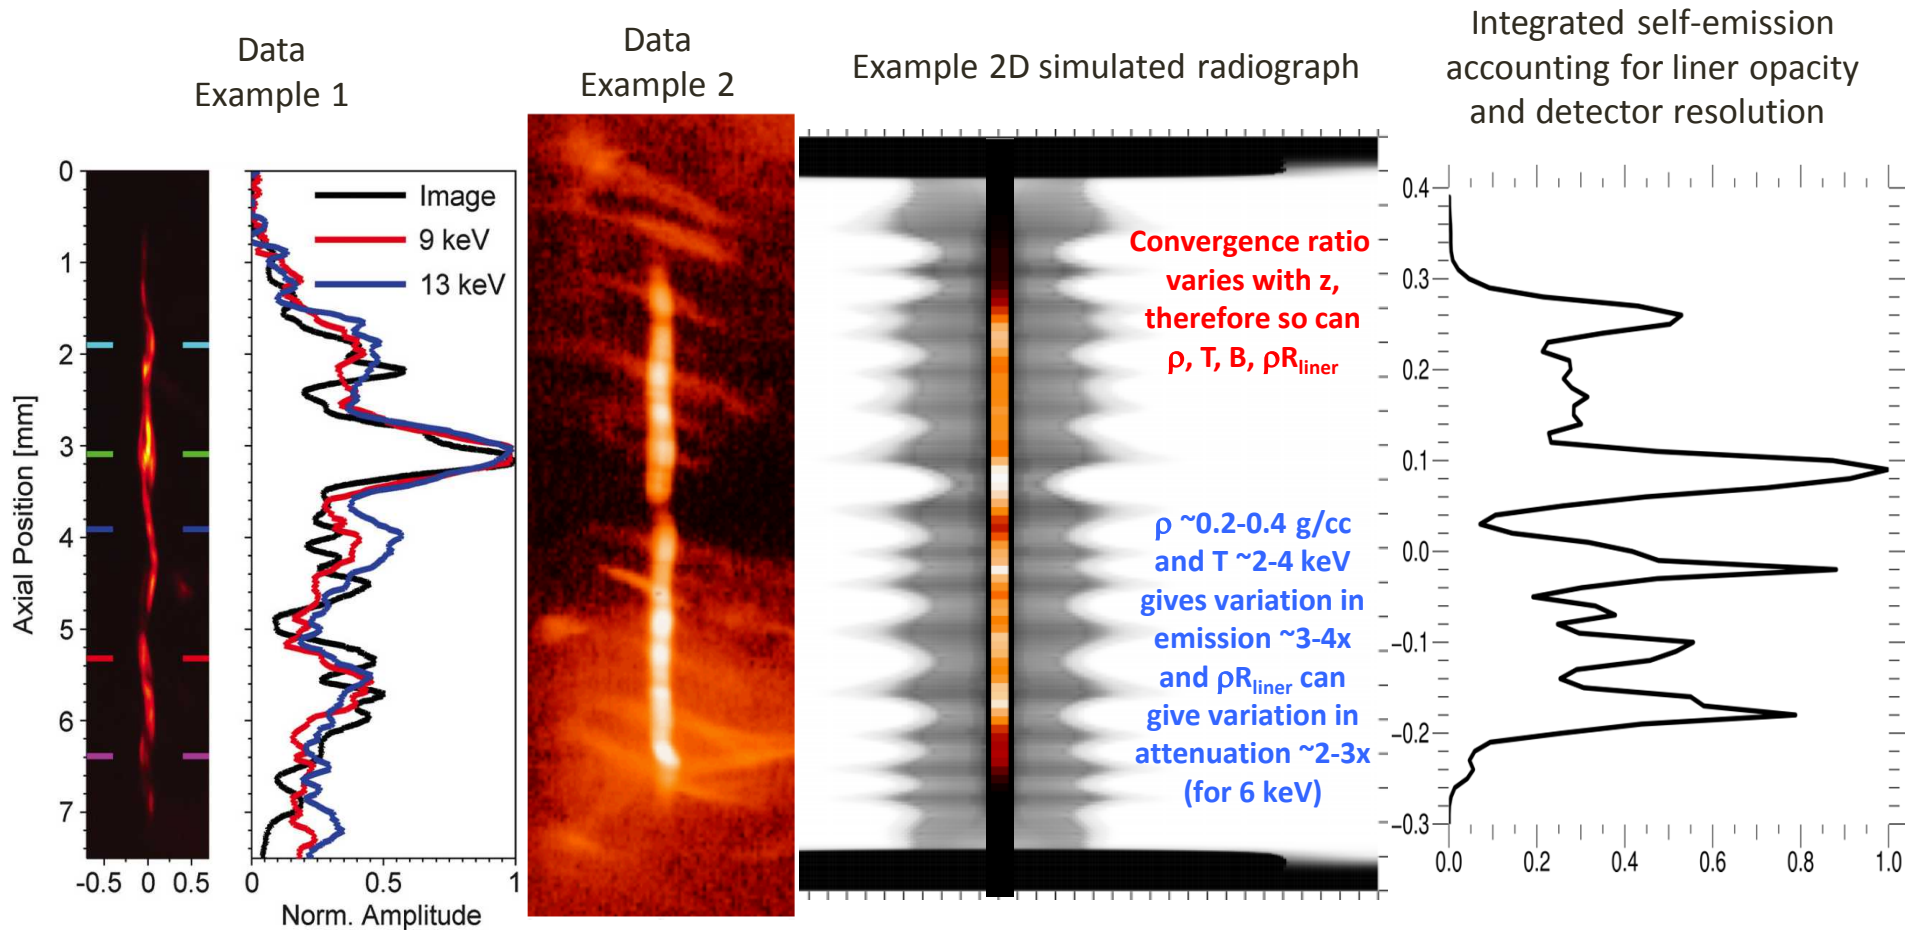 Data
Example 1
Data
Example 2
Example 2D simulated radiograph
Integrated self-emission
accounting for liner opacity
and detector resolution
Axial Position [mm]
0
1
2
3
4
5
6
7
-0.5
0
0.5
Image
9 keV
13 keV
0
0.5
1
Norm. Amplitude
Convergence ratio
varies with z,
therefore so can
ρ, T, B, ρRliner
ρ ~0.2-0.4 g/cc
and T ~2-4 keV
gives variation in
emission ~3-4x
and ρRliner can
give variation in
attenuation ~2-3x
(for 6 keV)
0.4
0.3
0.2
0.1
0.0
-0.1
-0.2
-0.3
0.0
0.2
0.4
0.6
0.8
1.0